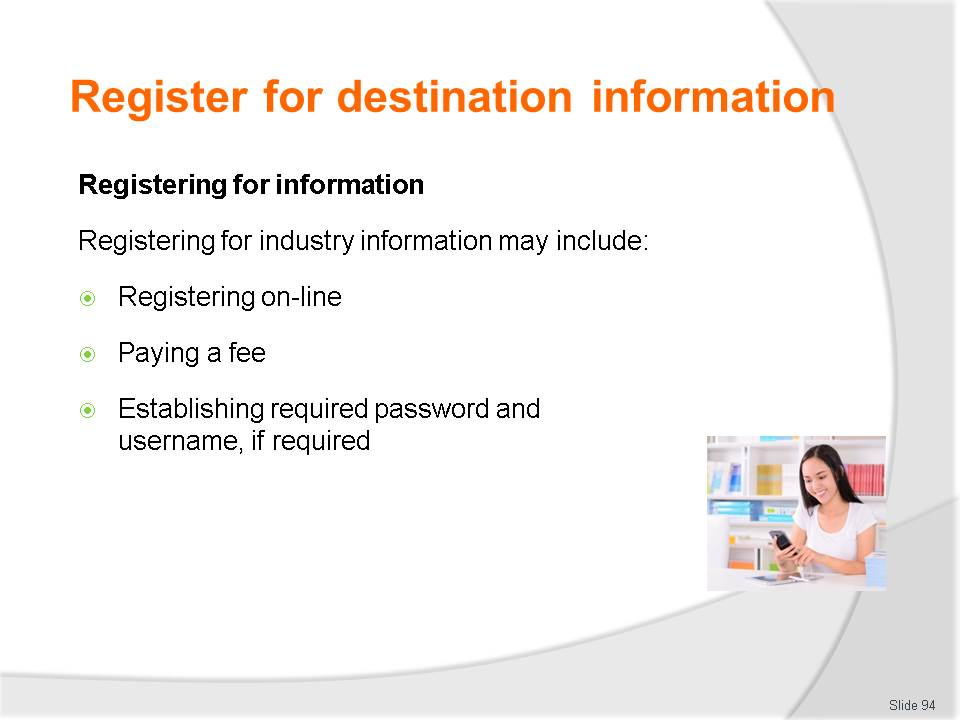 Register for destination information
Registering for information
Registering for industry information may include:
Registering on-line
Paying a fee
Establishing required password and
username, if required
Slide 94